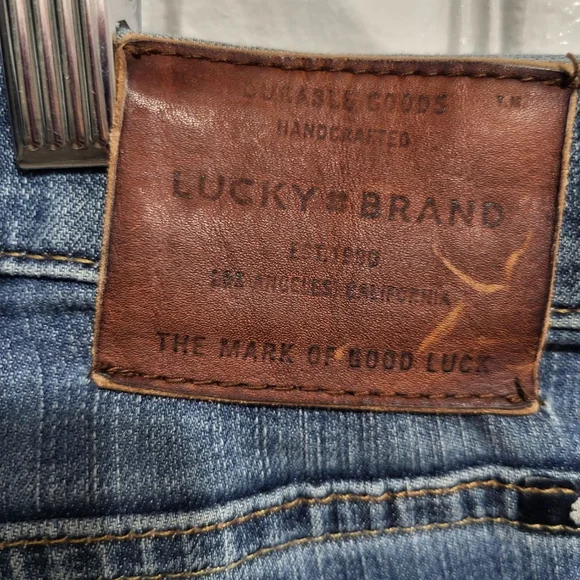 DURABLE GOODS T.M.
HANDCRAFTED
LUCKY BRAND
EST. 1990
LOS ANGELES, CALIFORNIA
THE MARK OF GOOD LUCK